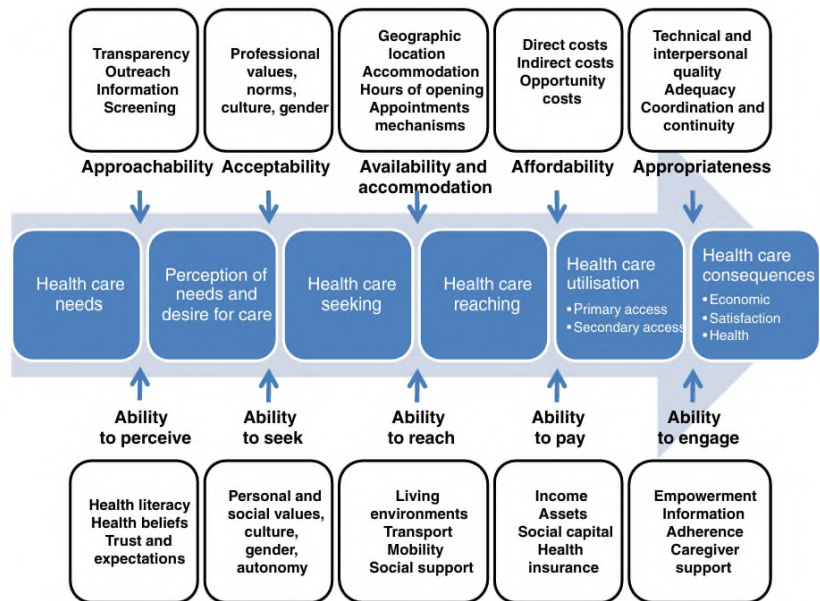 Transparency
Outreach
Information
Screening
Professional
values,
norms,
culture, gender
Geographic
location
Accommodation
Hours of opening
Appointments
mechanisms
Direct costs
Indirect costs
Opportunity
costs
Technical and
interpersonal
quality
Adequacy
Coordination and
continuity
Approachability
Acceptability
Availability and
accommodation
Affordability
Appropriateness
Health care
needs
Perception of
needs and
desire for care
Health care
seeking
Health care
reaching
Health care
utilisation
▪ Primary access
▪ Secondary access
Health care
consequences
▪ Economic
▪ Satisfaction
▪ Health
Ability
to perceive
Ability
to seek
Ability
to reach
Ability
to pay
Ability
to engage
Health literacy
Health beliefs
Trust and
expectations
Personal and
social values,
culture,
gender,
autonomy
Living
environments
Transport
Mobility
Social support
Income
Assets
Social capital
Health
insurance
Empowerment
Information
Adherence
Caregiver
support